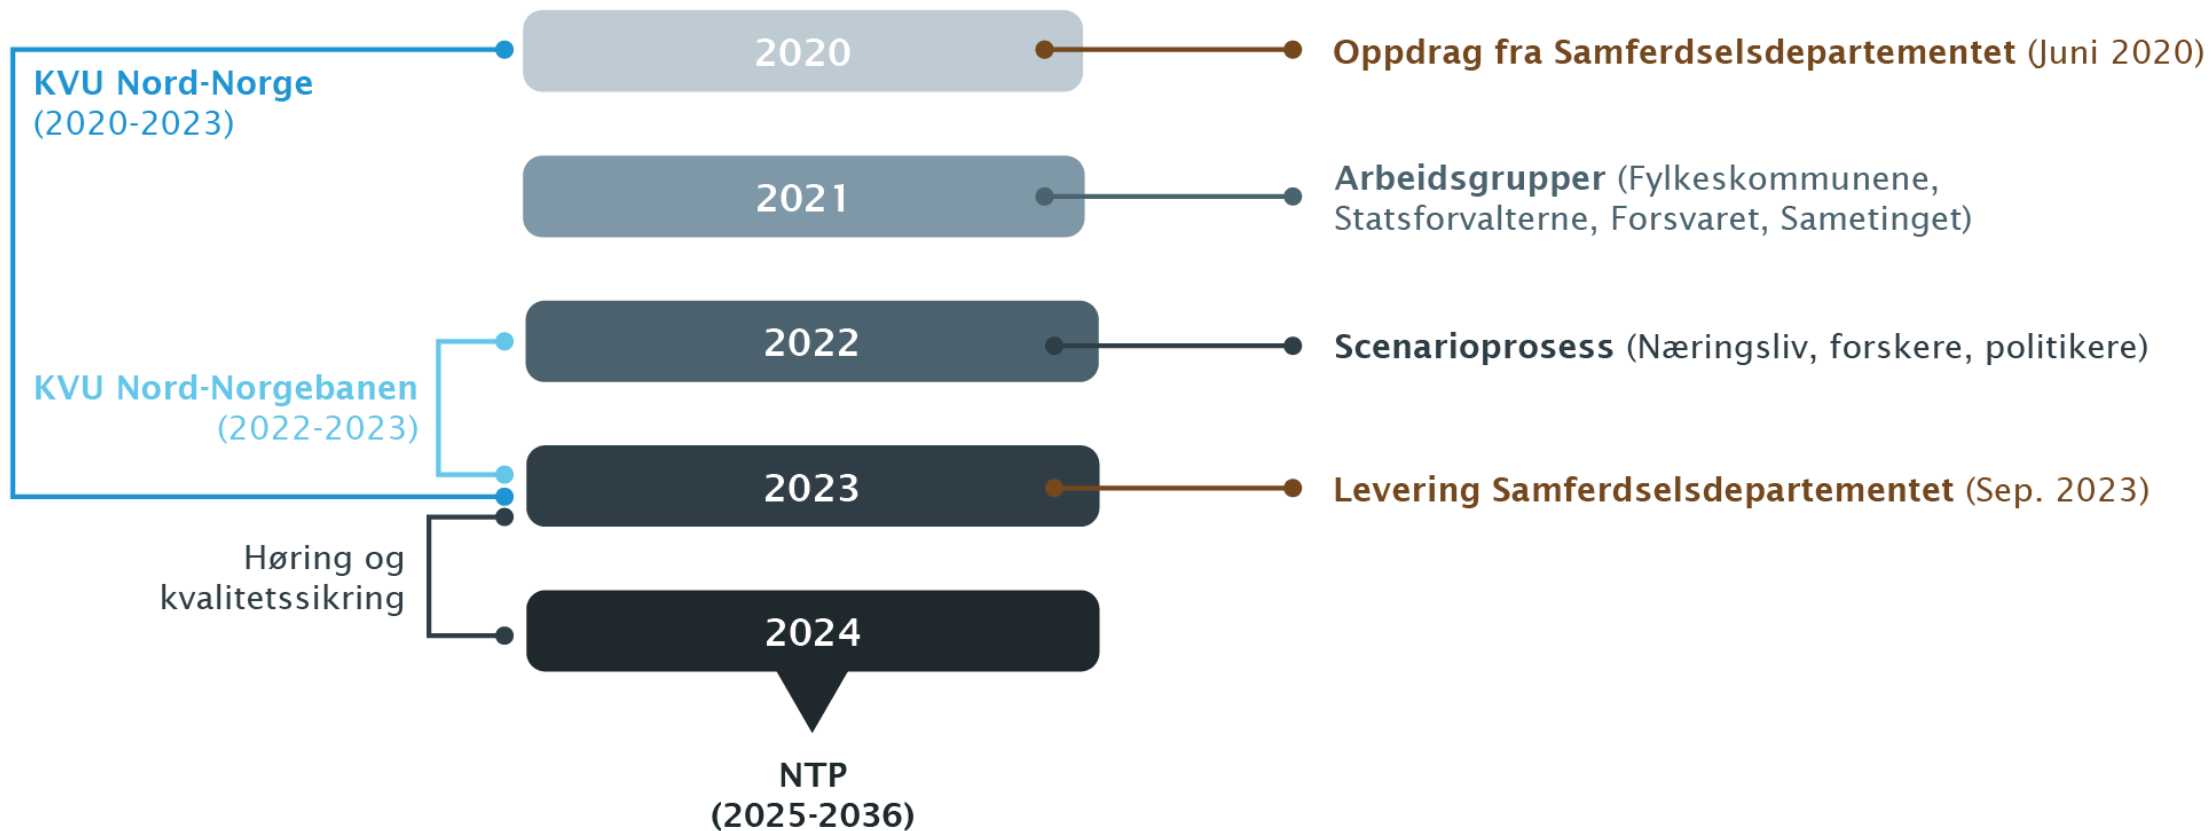 2020
Oppdrag fra Samferdselsdepartementet (Juni 2020)
KVU Nord-Norge
(2020-2023)
2021
Arbeidsgrupper (Fylkeskommunene,
Statsforvalterne, Forsvaret, Sametinget)
2022
Scenarioprosess (Næringsliv, forskere, politikere)
KVU Nord-Norgebanen
(2022-2023)
2023
Levering Samferdselsdepartementet (Sep. 2023)
Høring og
kvalitetssikring
2024
NTP
(2025-2036)